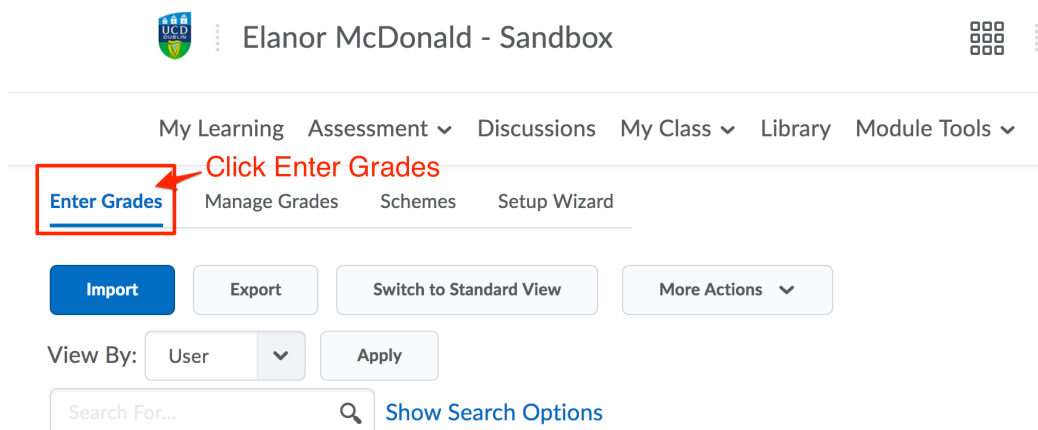 UCD
DUBLIN
Elanor McDonald - Sandbox
My Learning Assessment Discussions My Class Library Module Tools
Click Enter Grades
Enter Grades Manage Grades Schemes Setup Wizard
Import Export Switch to Standard View More Actions
View By: User Apply
Search For... Show Search Options